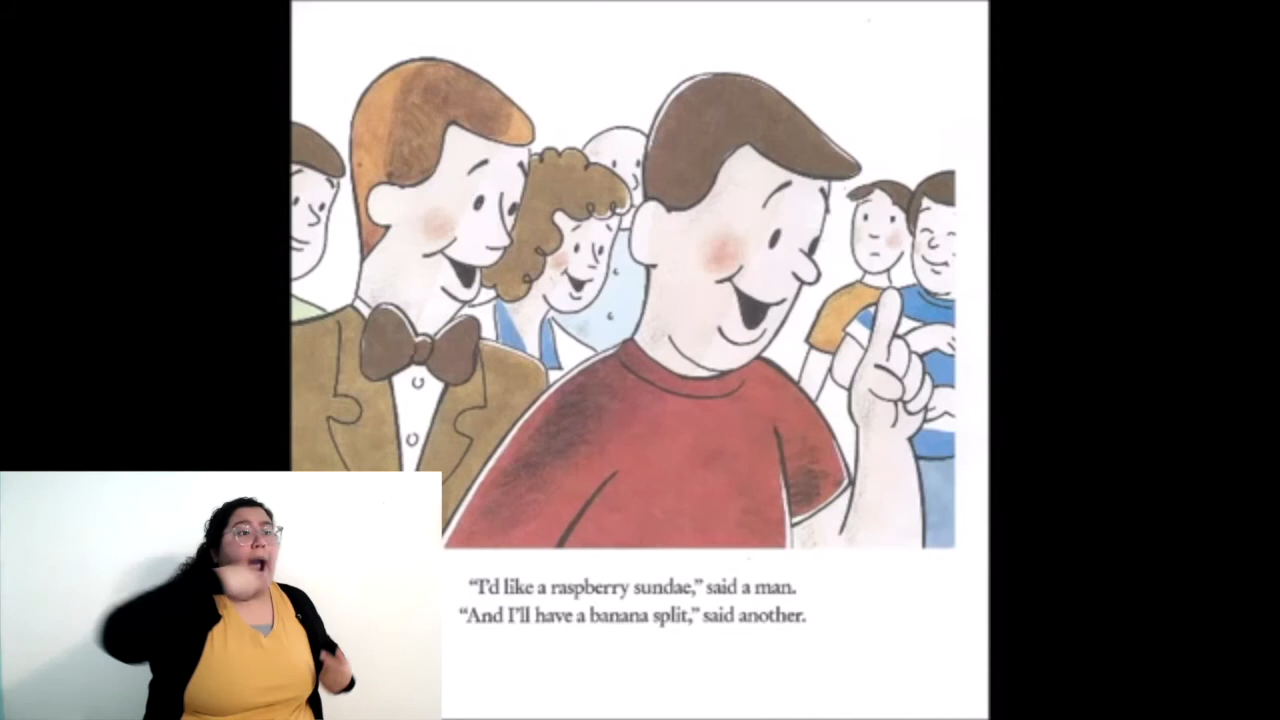 “I’d like a raspberry sundae,” said a man.
“And I’ll have a banana split,” said another.